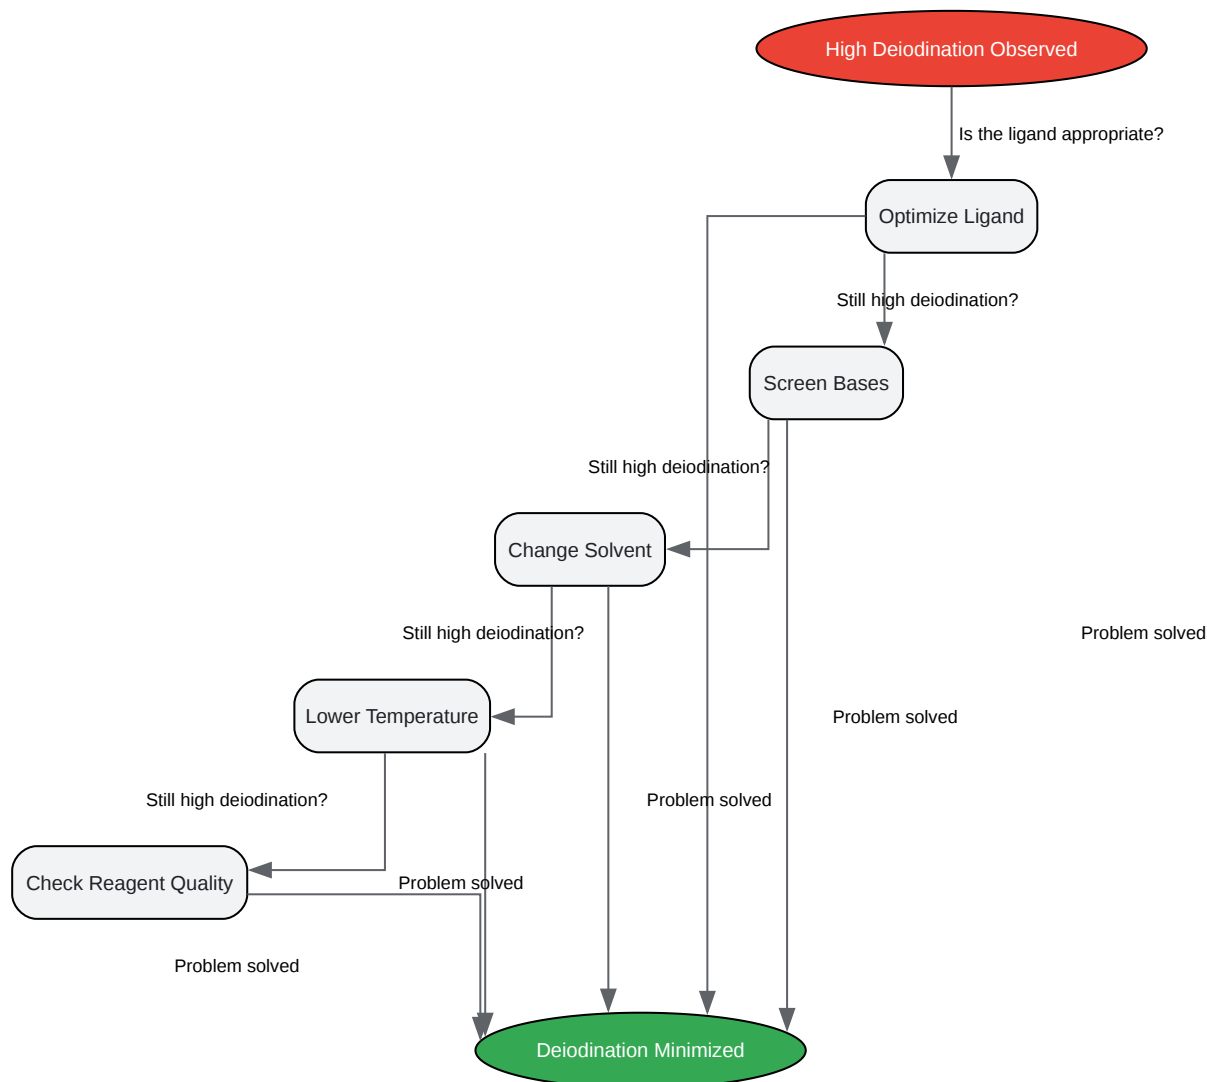 High Deiodination Observed
Is the ligand appropriate?
Optimize Ligand
Still high deiodination?
Screen Bases
Still high deiodination?
Change Solvent
Still high deiodination?
Problem solved
Lower Temperature
Problem solved
Still high deiodination?
Problem solved
Check Reagent Quality
Problem solved
Problem solved
Deiodination Minimized